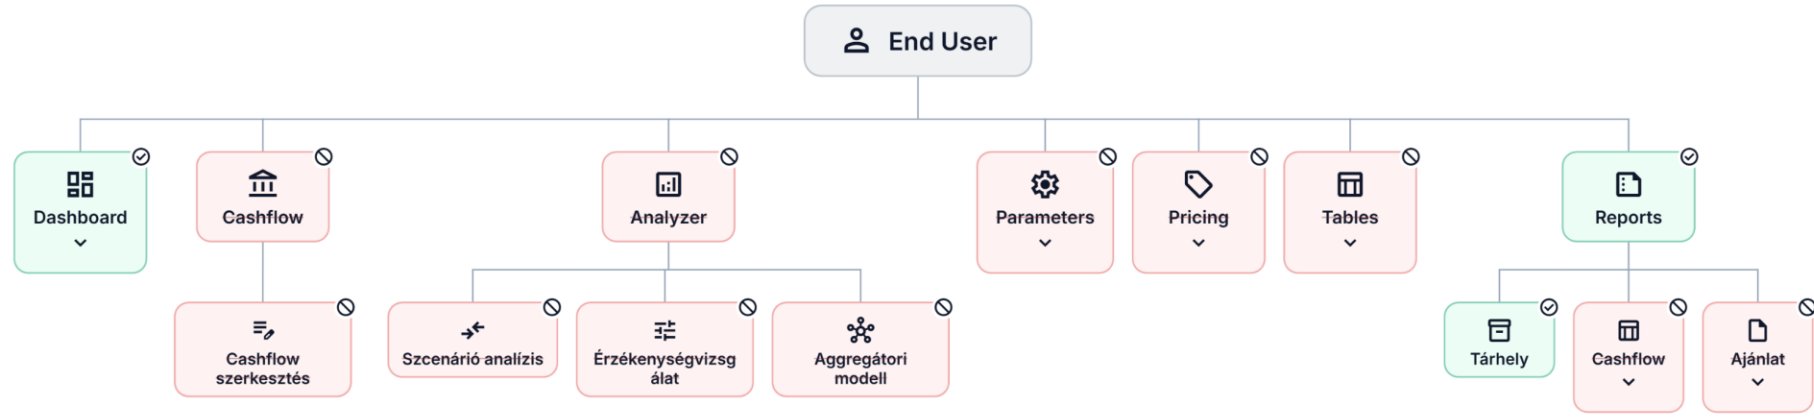 End User
Dashboard
Cashflow
Analyzer
Parameters
Pricing
Tables
Reports
Cashflow
szerkesztés
Szcenárió analízis
Érzékenységvizsg
álat
Aggregátori
modell
Tárhely
Cashflow
Ajánlat